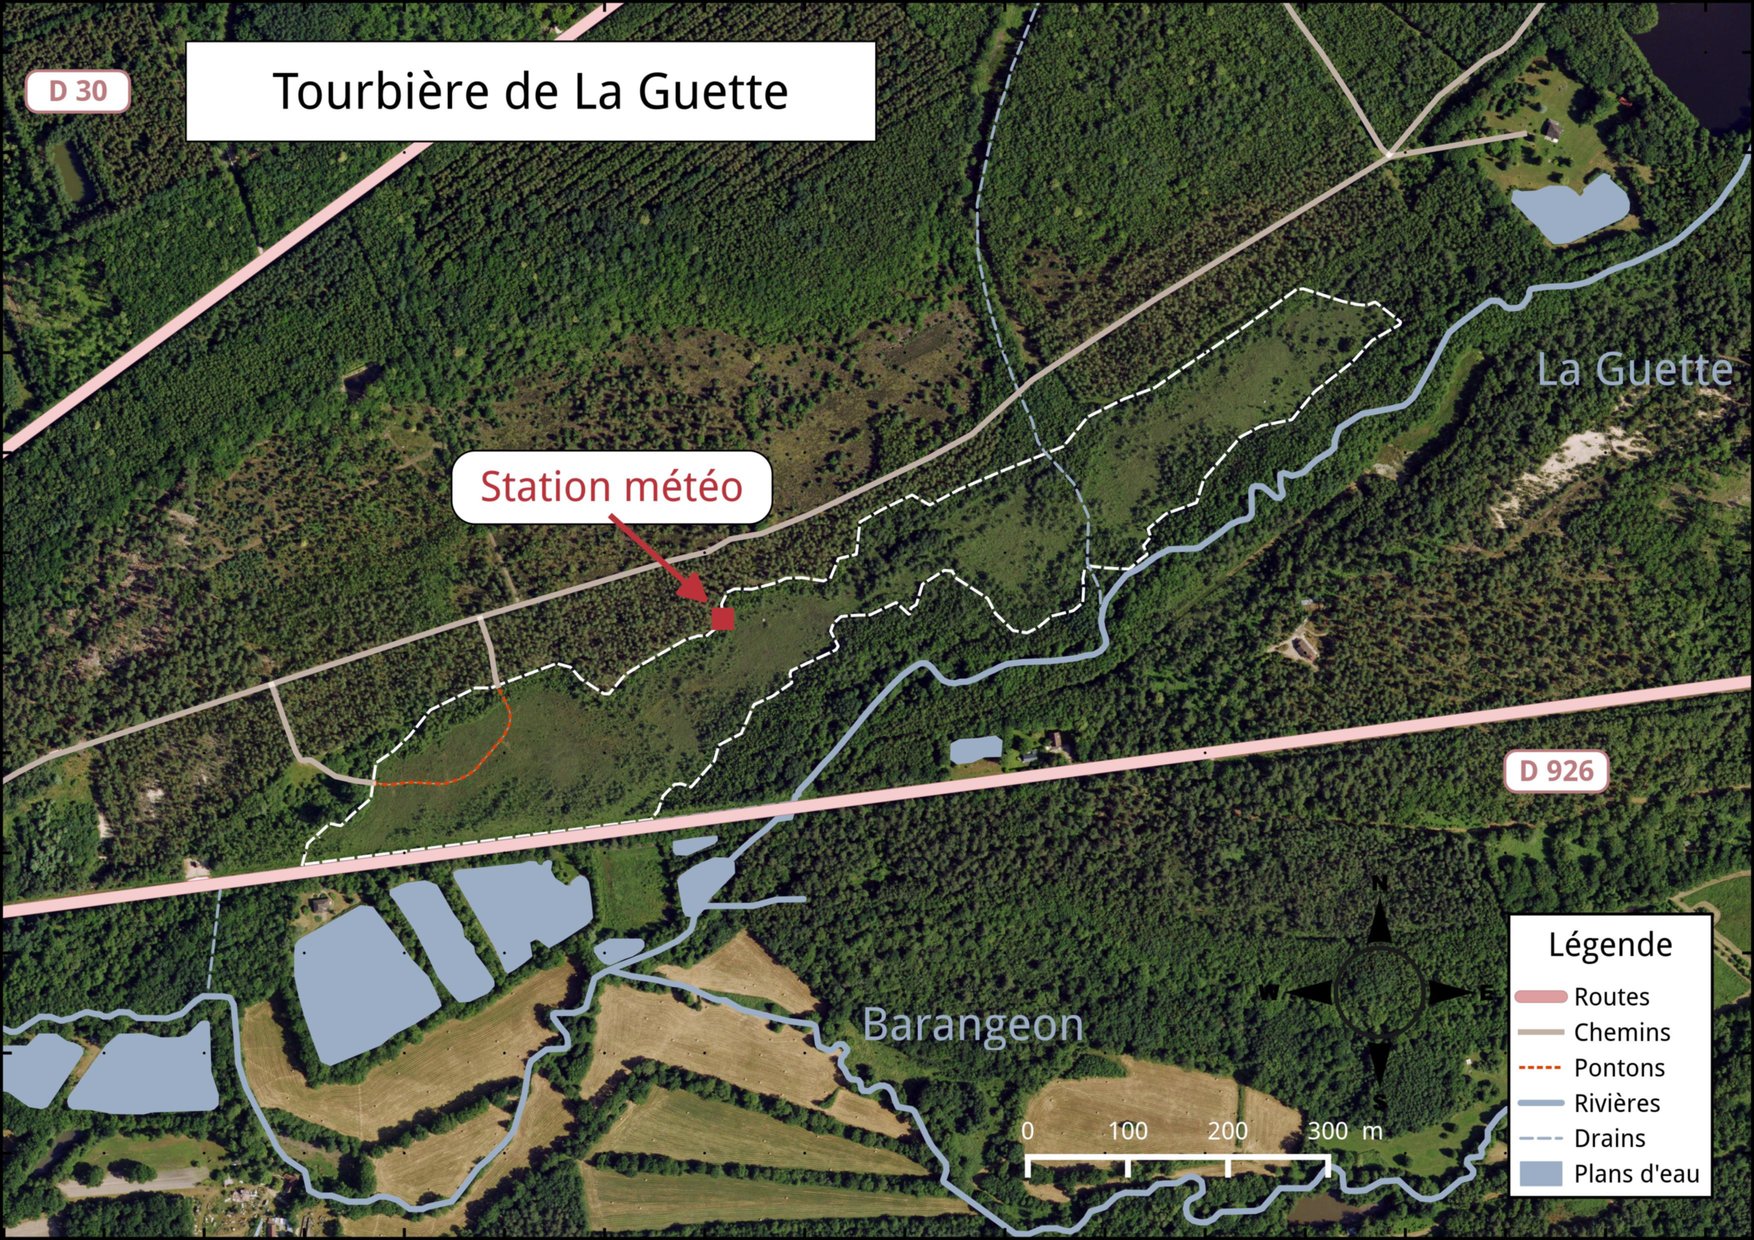 D 30
Tourbière de La Guette
La Guette
Station météo
D 926
N
W
E
S
Barangeon
0 100 200 300 m
Légende
Routes
Chemins
Pontons
Rivières
Drains
Plans d'eau